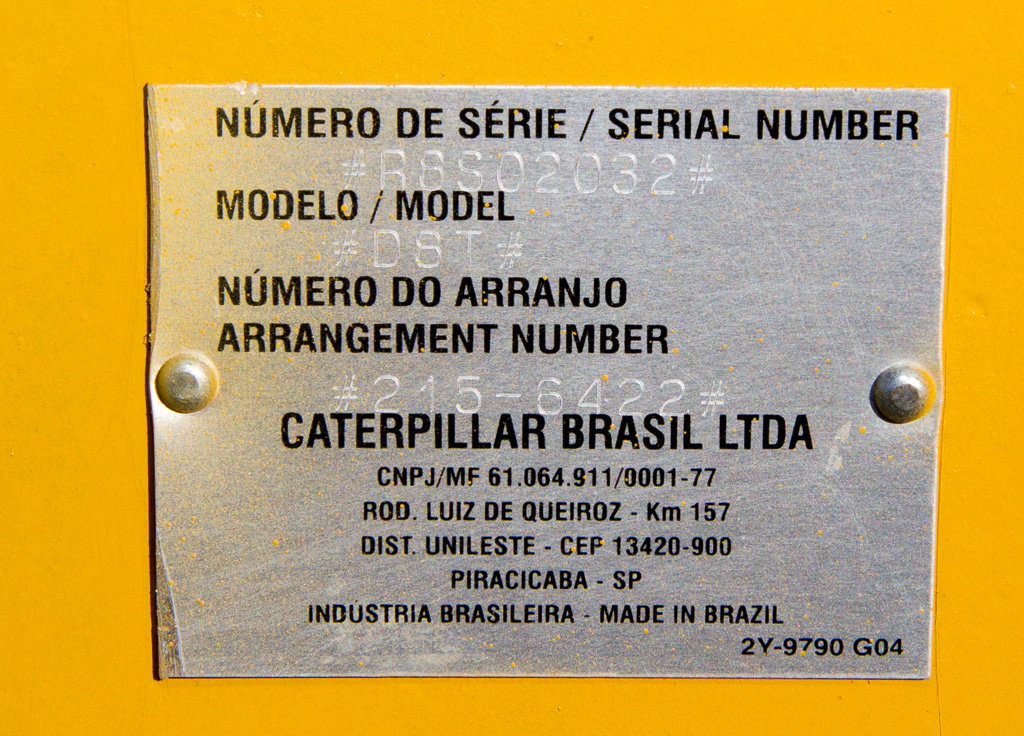 NÚMERO DE SÉRIE / SERIAL NUMBER
#R8S02032#
MODELO / MODEL
#D8T#
NÚMERO DO ARRANJO
ARRANGEMENT NUMBER
#215-6422#
CATERPILLAR BRASIL LTDA
CNPJ/MF 61.064.911/0001-77
ROD. LUIZ DE QUEIROZ - Km 157
DIST. UNILESTE - CEP 13420-900
PIRACICABA - SP
INDÚSTRIA BRASILEIRA - MADE IN BRAZIL
2Y-9790 G04